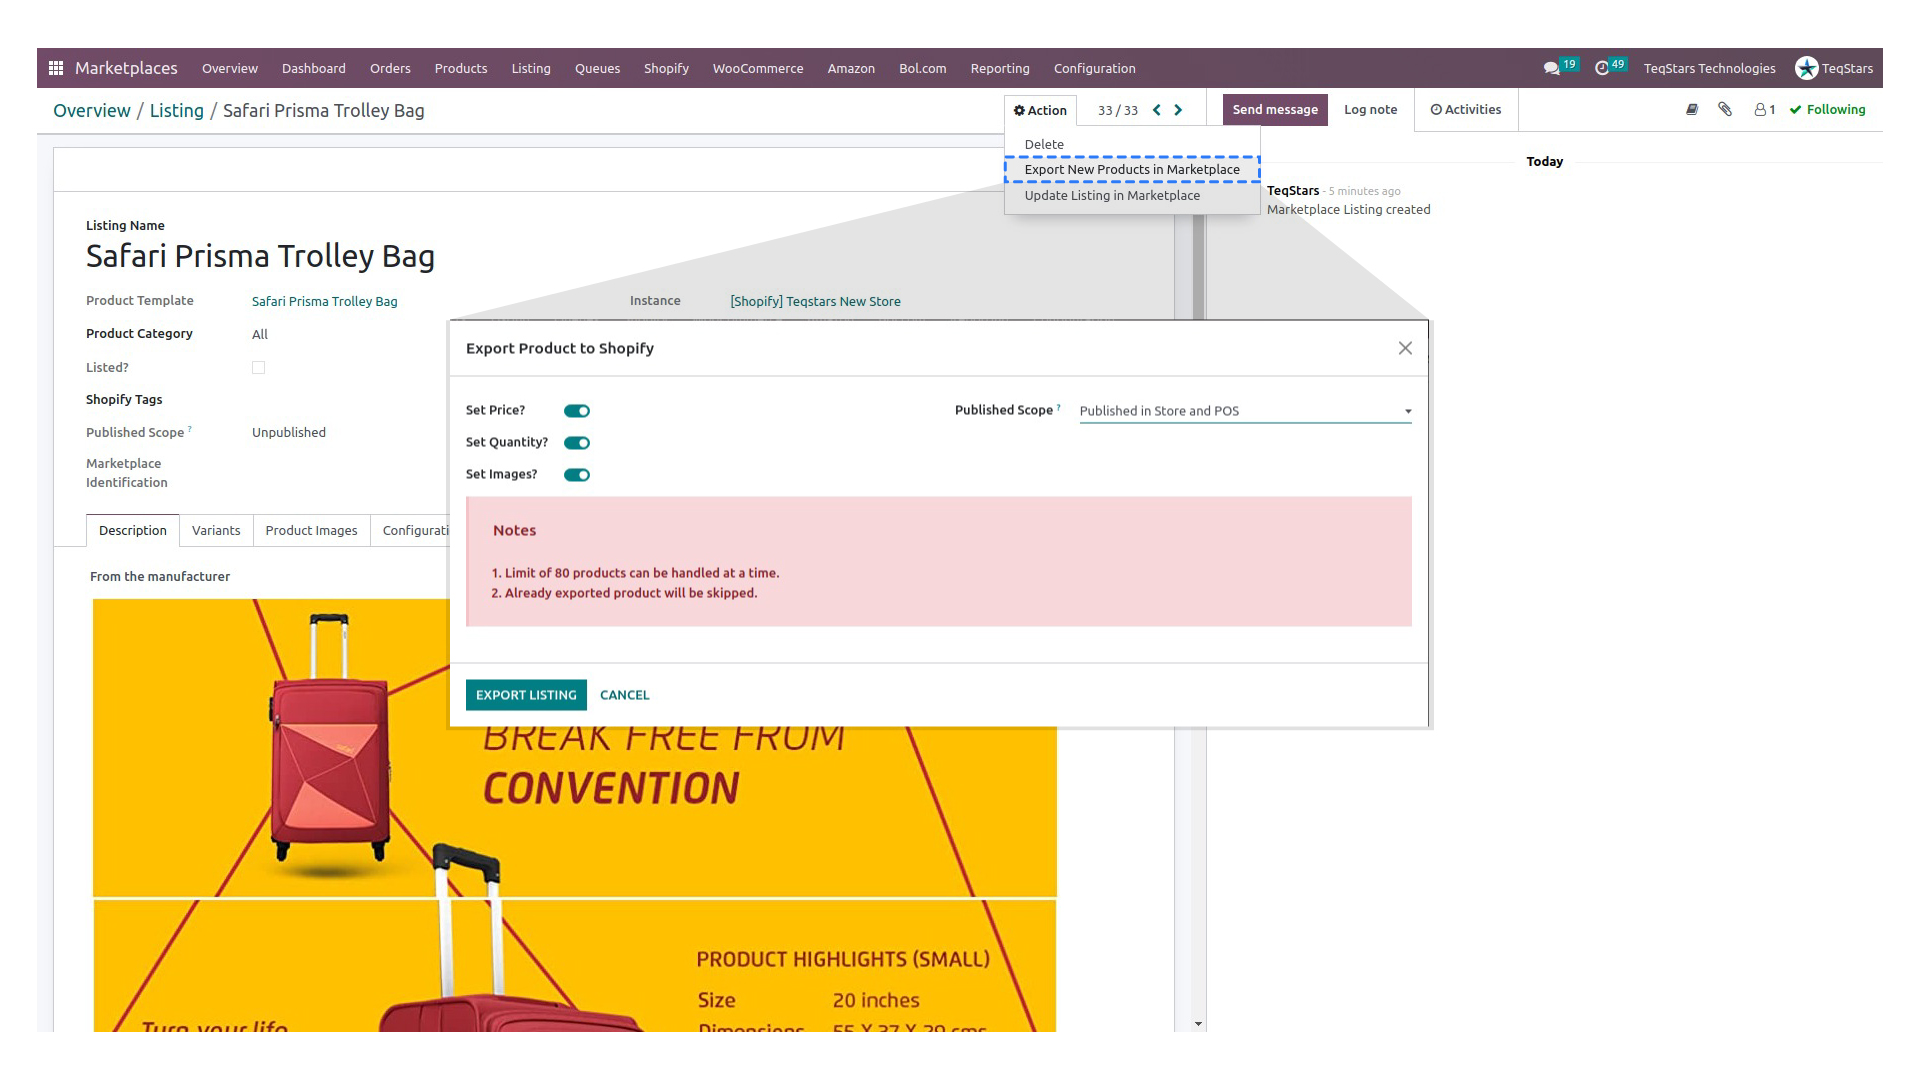 Marketplaces Overview Dashboard Orders Products Listing Queues Shopify WooCommerce Amazon Bol.com Reporting Configuration 19 49 TeqStars Technologies TeqStars
Overview / Listing / Safari Prisma Trolley Bag
Action 33 / 33
Send message Log note Activities 1 Following
Delete
Export New Products in Marketplace
Update Listing in Marketplace
Today
TeqStars - 5 minutes ago
Marketplace Listing created
Listing Name
Safari Prisma Trolley Bag
Product Template Safari Prisma Trolley Bag
Instance [Shopify] Teqstars New Store
Product Category All
Listed?
Shopify Tags
Published Scope ? Unpublished
Marketplace
Identification
Description Variants Product Images Configurati
Export Product to Shopify
Set Price?
Set Quantity?
Set Images?
Published Scope ? Published in Store and POS
Notes
1. Limit of 80 products can be handled at a time.
2. Already exported product will be skipped.
EXPORT LISTING CANCEL
From the manufacturer
BREAK FREE FROM
CONVENTION
PRODUCT HIGHLIGHTS (SMALL)
Size 20 inches
Dimensions 55 X 37 X 29 cms
Turn your life